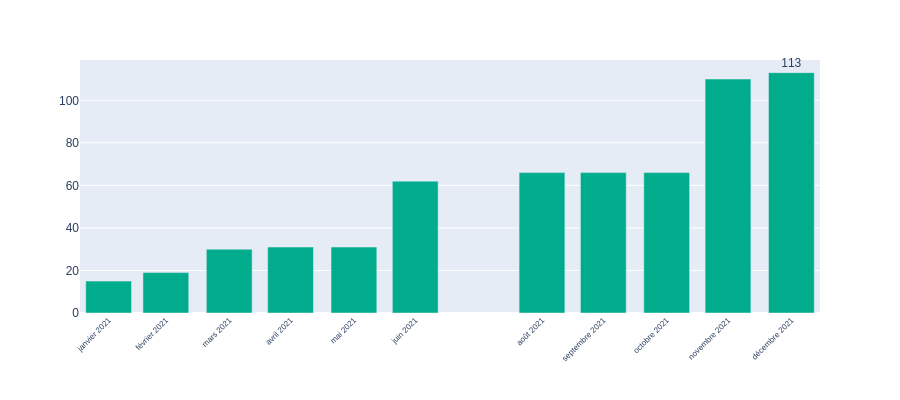 113
100
80
60
40
20
0
janvier 2021
février 2021
mars 2021
avril 2021
mai 2021
juin 2021
août 2021
septembre 2021
octobre 2021
novembre 2021
décembre 2021